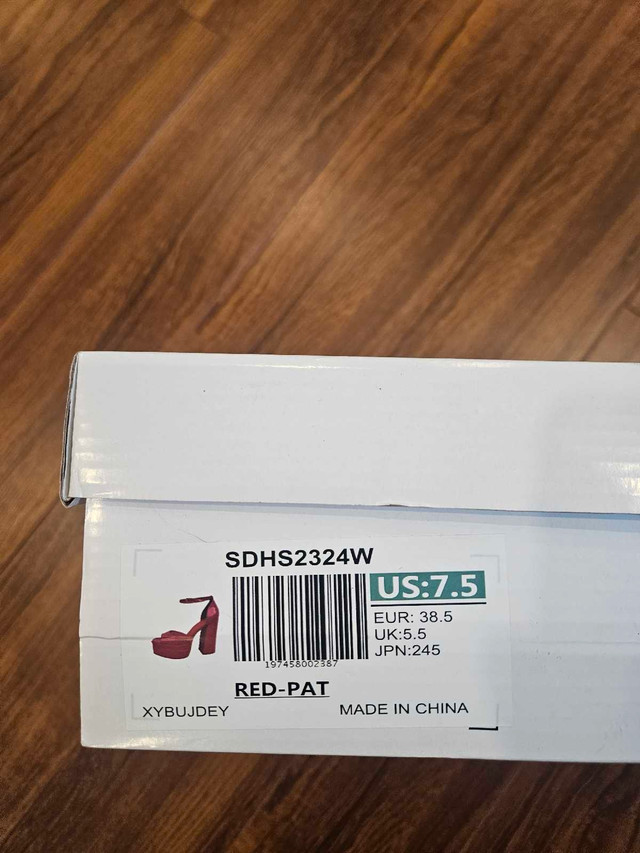 SDHS2324W
US:7.5
EUR: 38.5
UK:5.5
JPN:245
197458002387
RED-PAT
XYBUJDEY
MADE IN CHINA